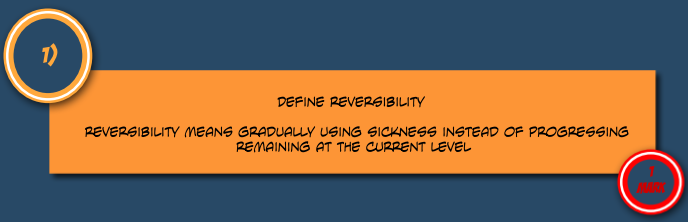 1)
DEFINE REVERSIBILITY
REVERSIBILITY MEANS GRADUALLY USING SICKNESS INSTEAD OF PROGRESSING
REMAINING AT THE CURRENT LEVEL
1